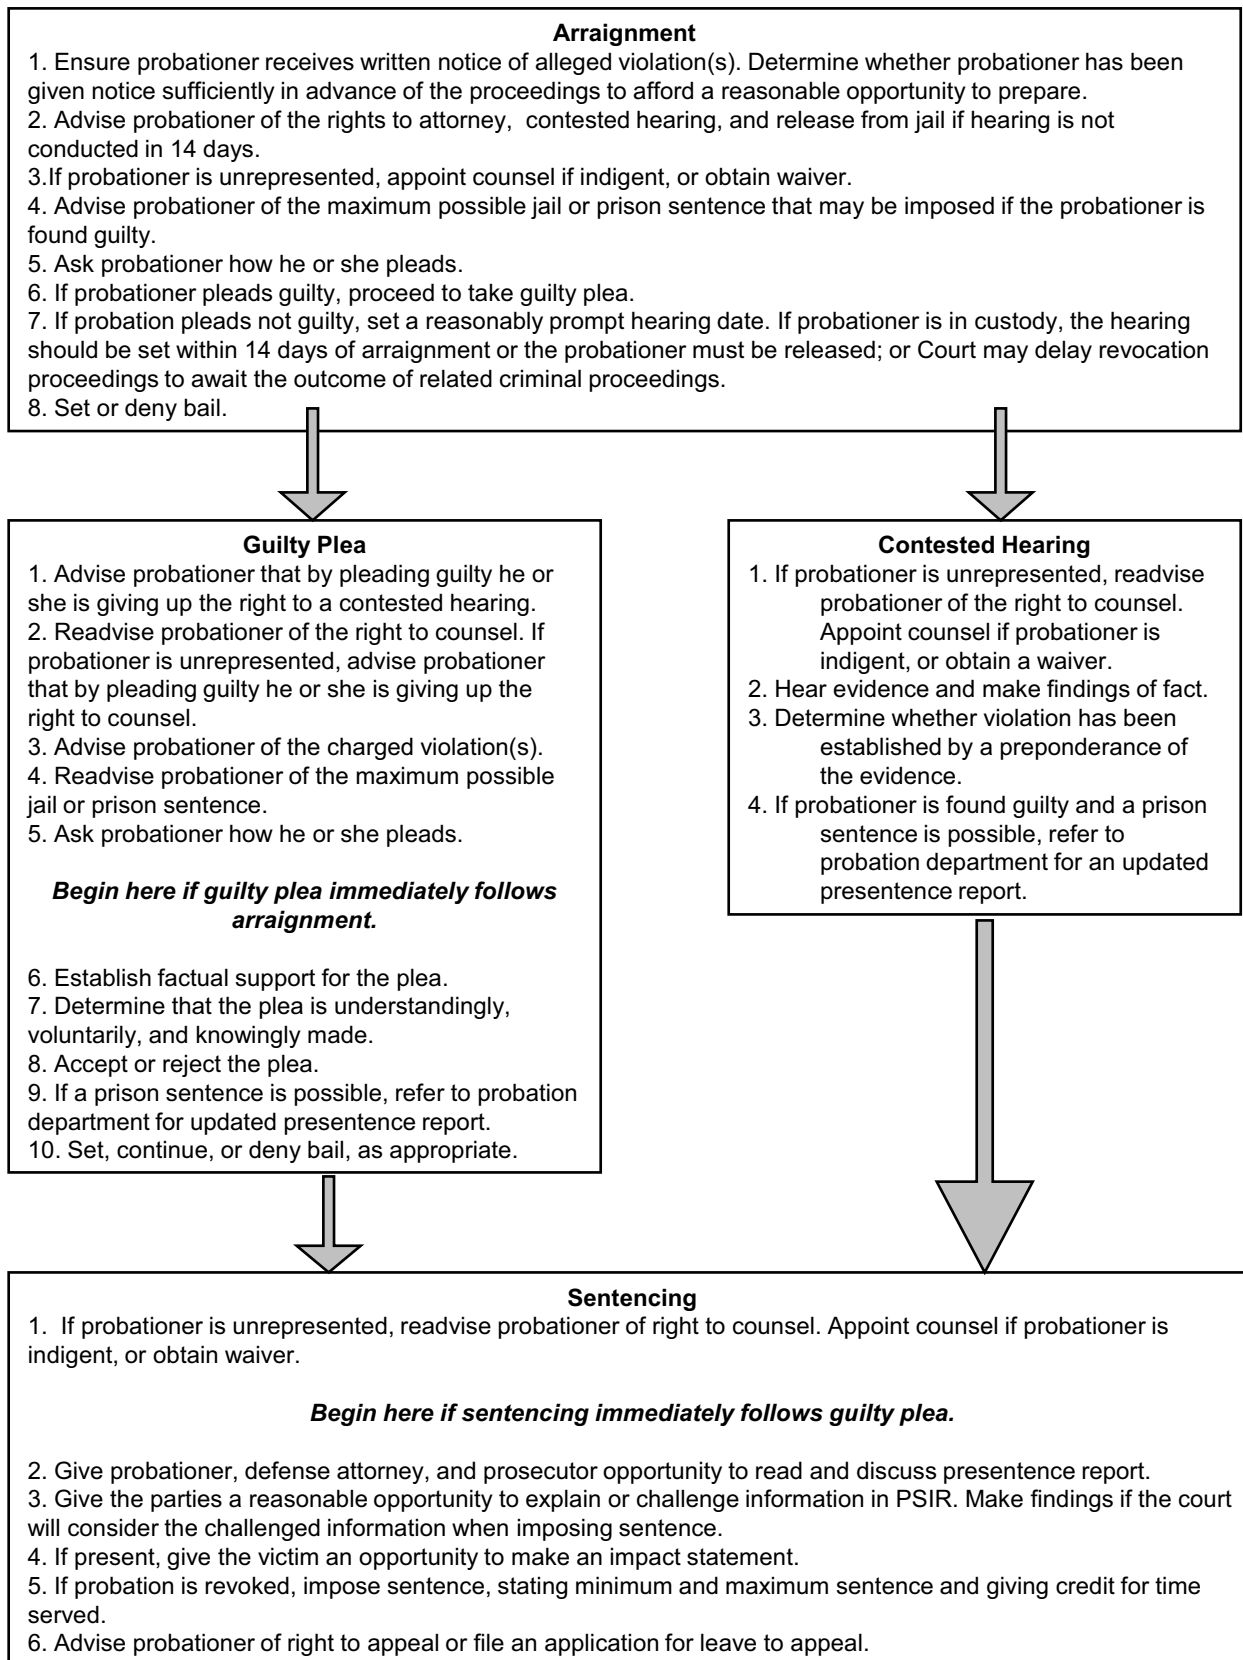 Arraignment
1. Ensure probationer receives written notice of alleged violation(s). Determine whether probationer has been
given notice sufficiently in advance of the proceedings to afford a reasonable opportunity to prepare.
2. Advise probationer of the rights to attorney,  contested hearing, and release from jail if hearing is not
conducted in 14 days.
3.If probationer is unrepresented, appoint counsel if indigent, or obtain waiver.
4. Advise probationer of the maximum possible jail or prison sentence that may be imposed if the probationer is
found guilty.
5. Ask probationer how he or she pleads.
6. If probationer pleads guilty, proceed to take guilty plea.
7. If probation pleads not guilty, set a reasonably prompt hearing date. If probationer is in custody, the hearing
should be set within 14 days of arraignment or the probationer must be released; or Court may delay revocation
proceedings to await the outcome of related criminal proceedings.
8. Set or deny bail.
Guilty Plea
1. Advise probationer that by pleading guilty he or
she is giving up the right to a contested hearing.
2. Readvise probationer of the right to counsel. If
probationer is unrepresented, advise probationer
that by pleading guilty he or she is giving up the
right to counsel.
3. Advise probationer of the charged violation(s).
4. Readvise probationer of the maximum possible
jail or prison sentence.
5. Ask probationer how he or she pleads.
Begin here if guilty plea immediately follows
arraignment.
6. Establish factual support for the plea.
7. Determine that the plea is understandingly,
voluntarily, and knowingly made.
8. Accept or reject the plea.
9. If a prison sentence is possible, refer to probation
department for updated presentence report.
10. Set, continue, or deny bail, as appropriate.
Contested Hearing
1. If probationer is unrepresented, readvise
probationer of the right to counsel.
Appoint counsel if probationer is
indigent, or obtain a waiver.
2. Hear evidence and make findings of fact.
3. Determine whether violation has been
established by a preponderance of
the evidence.
4. If probationer is found guilty and a prison
sentence is possible, refer to
probation department for an updated
presentence report.
Sentencing
1.  If probationer is unrepresented, readvise probationer of right to counsel. Appoint counsel if probationer is
indigent, or obtain waiver.
Begin here if sentencing immediately follows guilty plea.
2. Give probationer, defense attorney, and prosecutor opportunity to read and discuss presentence report.
3. Give the parties a reasonable opportunity to explain or challenge information in PSIR. Make findings if the court
will consider the challenged information when imposing sentence.
4. If present, give the victim an opportunity to make an impact statement.
5. If probation is revoked, impose sentence, stating minimum and maximum sentence and giving credit for time
served.
6. Advise probationer of right to appeal or file an application for leave to appeal.